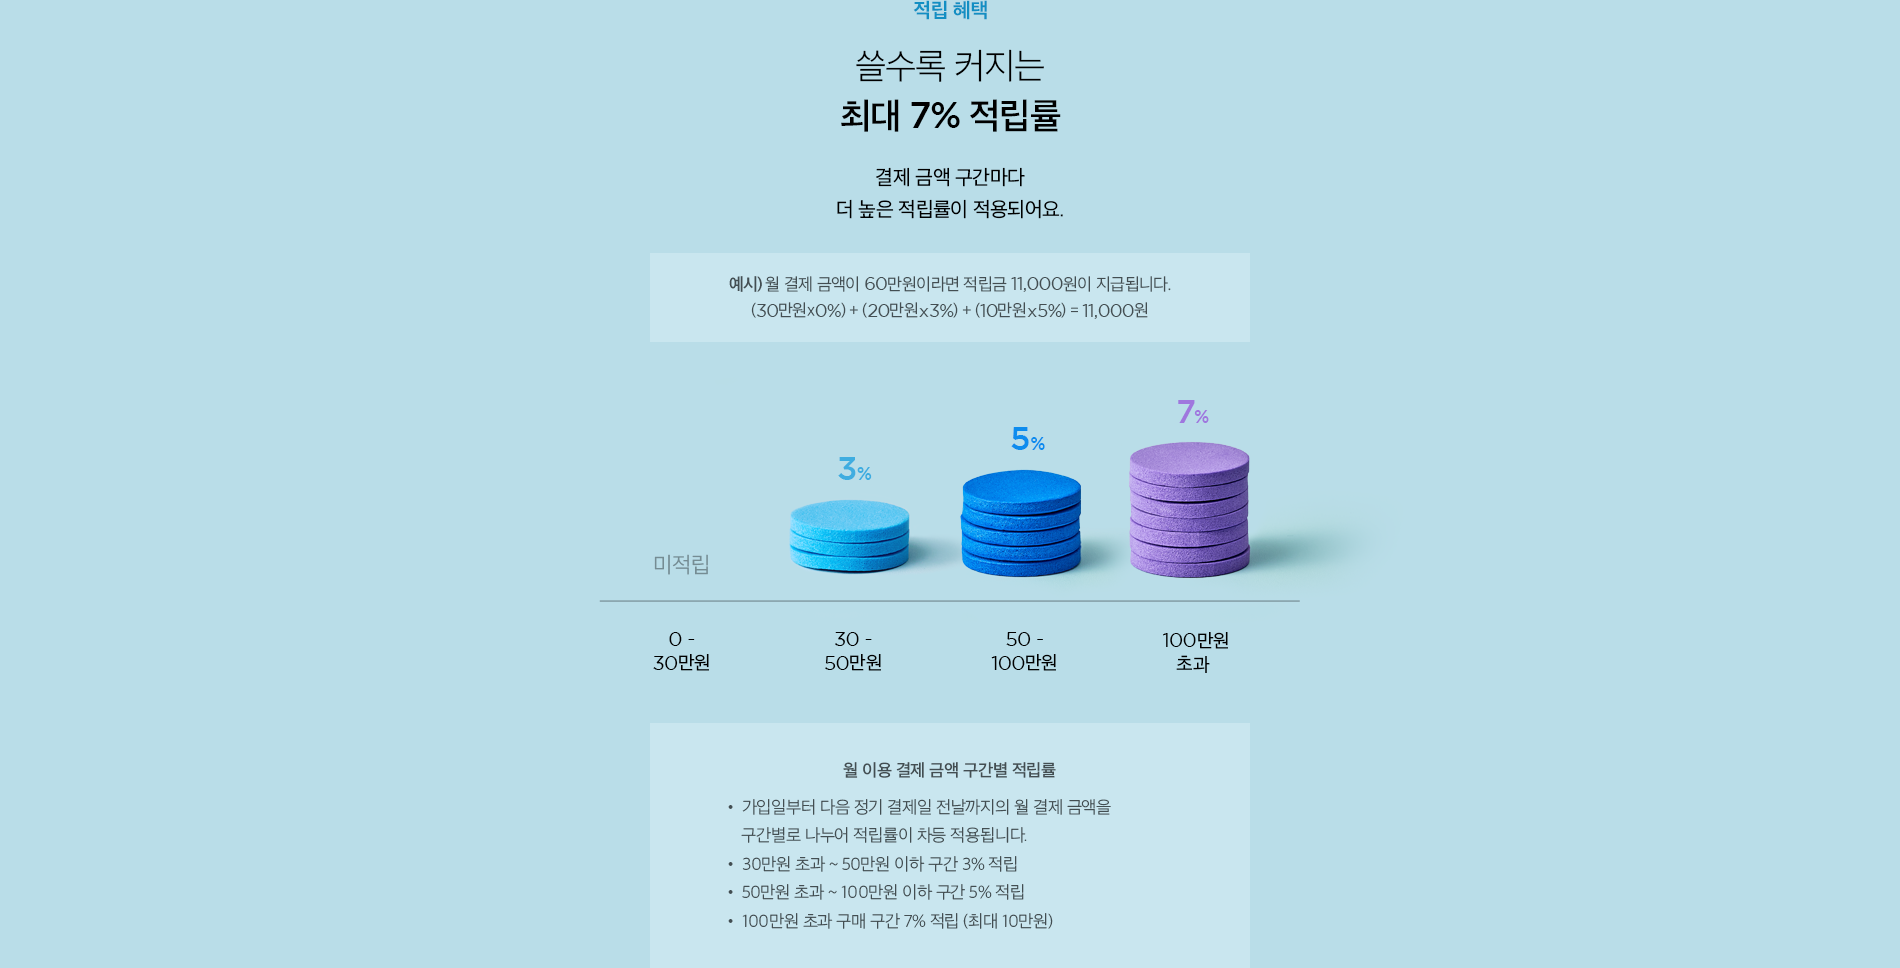 적립 혜택
쓸수록 커지는
최대 7% 적립률
결제 금액 구간마다
더 높은 적립률이 적용되어요.
예시) 월 결제 금액이 60만원이라면 적립금 11,000원이 지급됩니다.
(30만원x0%) + (20만원x3%) + (10만원x5%) = 11,000원
미적립
3%
5%
7%
0 -
30만원
30 -
50만원
50 -
100만원
100만원
초과
월 이용 결제 금액 구간별 적립률
• 가입일부터 다음 정기 결제일 전날까지의 월 결제 금액을
구간별로 나누어 적립률이 차등 적용됩니다.
• 30만원 초과 ~ 50만원 이하 구간 3% 적립
• 50만원 초과 ~ 100만원 이하 구간 5% 적립
• 100만원 초과 구매 구간 7% 적립 (최대 10만원)